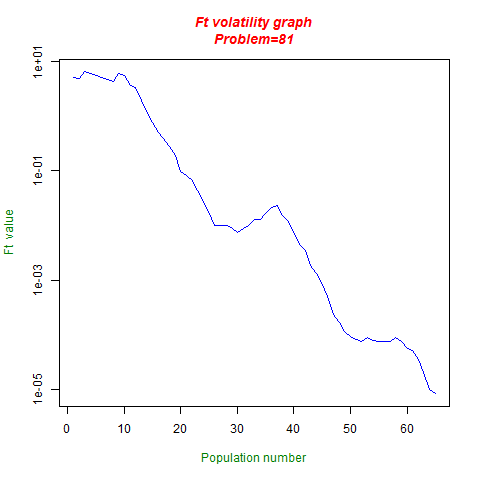 Ft volatility graph
Problem=81
Ft value
1e+01
1e-01
1e-03
1e-05
0 10 20 30 40 50 60
Population number